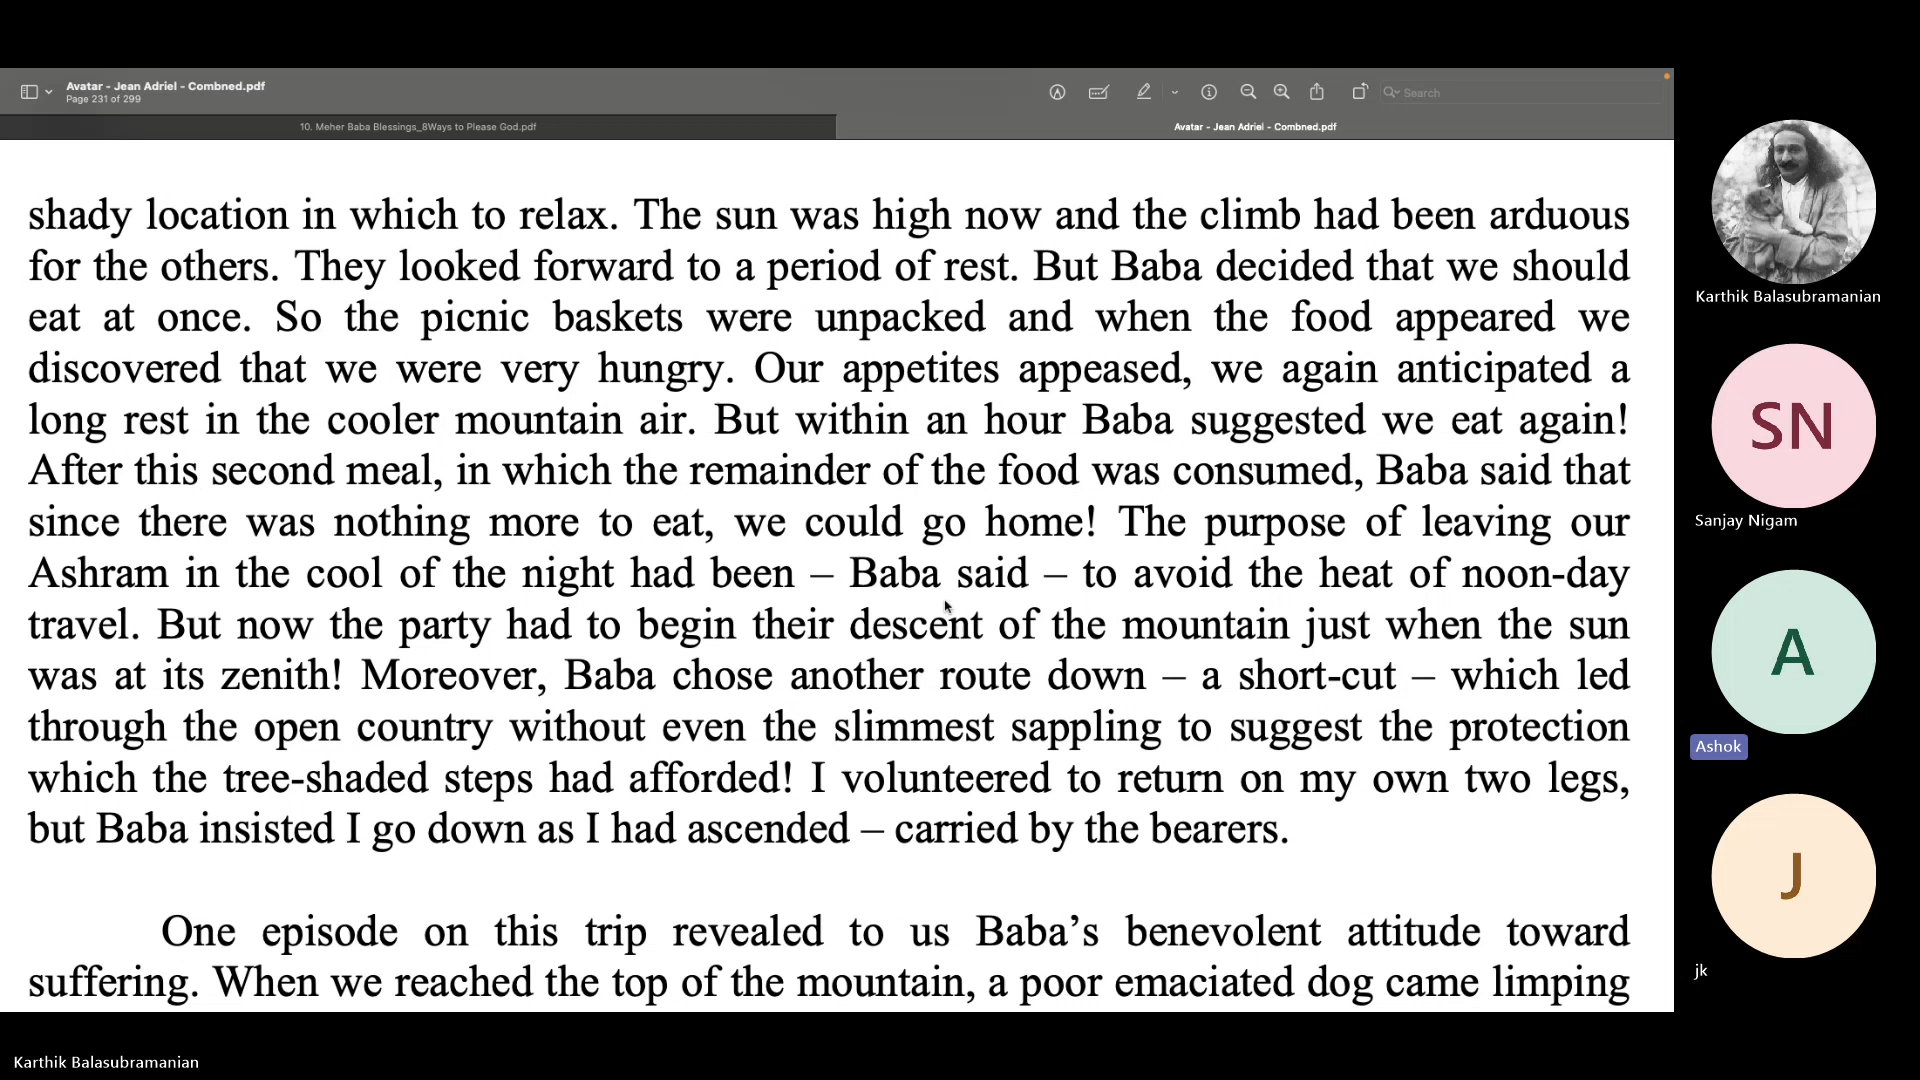 Avatar - Jean Adriel - Combned.pdf
Page 231 of 299
Search
10. Meher Baba Blessings_8Ways to Please God.pdf
Avatar - Jean Adriel - Combned.pdf
shady location in which to relax. The sun was high now and the climb had been arduous
for the others. They looked forward to a period of rest. But Baba decided that we should
eat at once. So the picnic baskets were unpacked and when the food appeared we
discovered that we were very hungry. Our appetites appeased, we again anticipated a
long rest in the cooler mountain air. But within an hour Baba suggested we eat again!
After this second meal, in which the remainder of the food was consumed, Baba said that
since there was nothing more to eat, we could go home! The purpose of leaving our
Ashram in the cool of the night had been – Baba said – to avoid the heat of noon-day
travel. But now the party had to begin their descent of the mountain just when the sun
was at its zenith! Moreover, Baba chose another route down – a short-cut – which led
through the open country without even the slimmest sappling to suggest the protection
which the tree-shaded steps had afforded! I volunteered to return on my own two legs,
but Baba insisted I go down as I had ascended – carried by the bearers.
One episode on this trip revealed to us Baba’s benevolent attitude toward
suffering. When we reached the top of the mountain, a poor emaciated dog came limping
Karthik Balasubramanian
SN
Sanjay Nigam
A
Ashok
J
jk
Karthik Balasubramanian